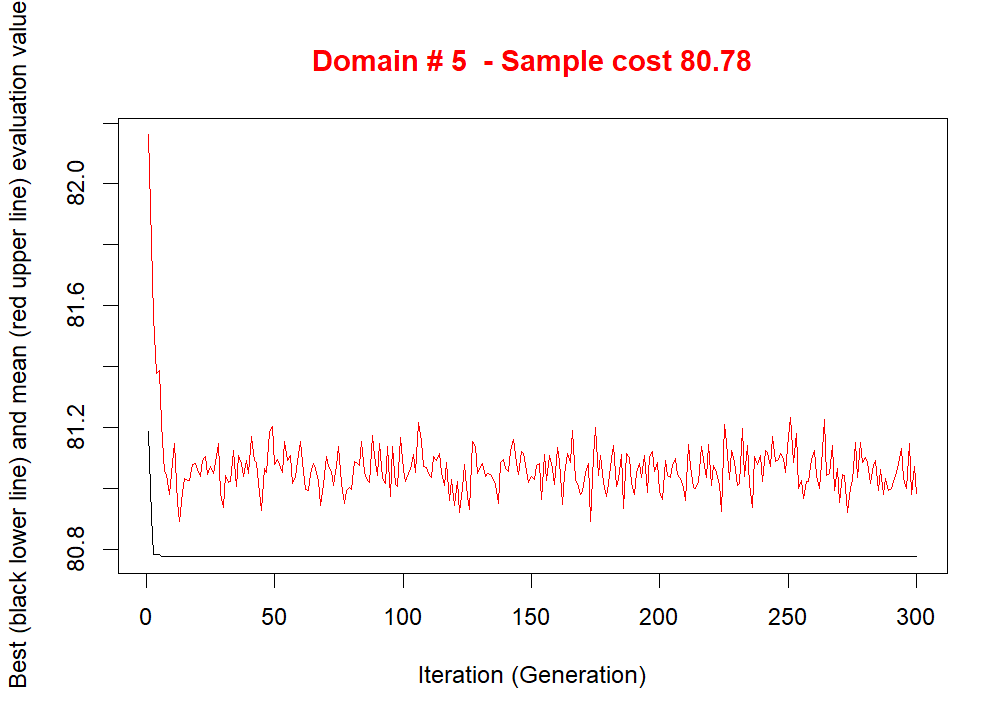 Domain # 5  - Sample cost 80.78
Best (black lower line) and mean (red upper line) evaluation value
82.0
81.6
81.2
80.8
0 50 100 150 200 250 300
Iteration (Generation)